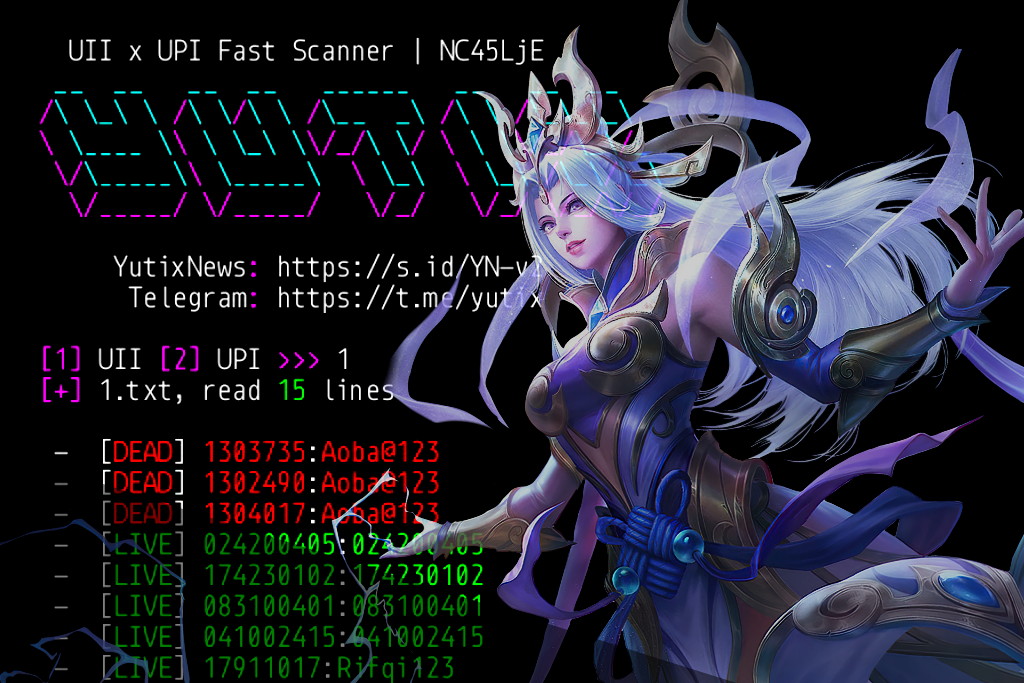 UII x UPI Fast Scanner | NC45LjE
YutixNews: https://s.id/YN-v2
Telegram: https://t.me/yutix
[1] UII [2] UPI >>> 1
[+] 1.txt, read 15 lines
- [DEAD] 1303735:Aoba@123
- [DEAD] 1302490:Aoba@123
- [DEAD] 1304017:Aoba@123
- [LIVE] 024200405:024200405
- [LIVE] 174230102:174230102
- [LIVE] 083100401:083100401
- [LIVE] 041002415:041002415
- [LIVE] 17911017:Rifqi123